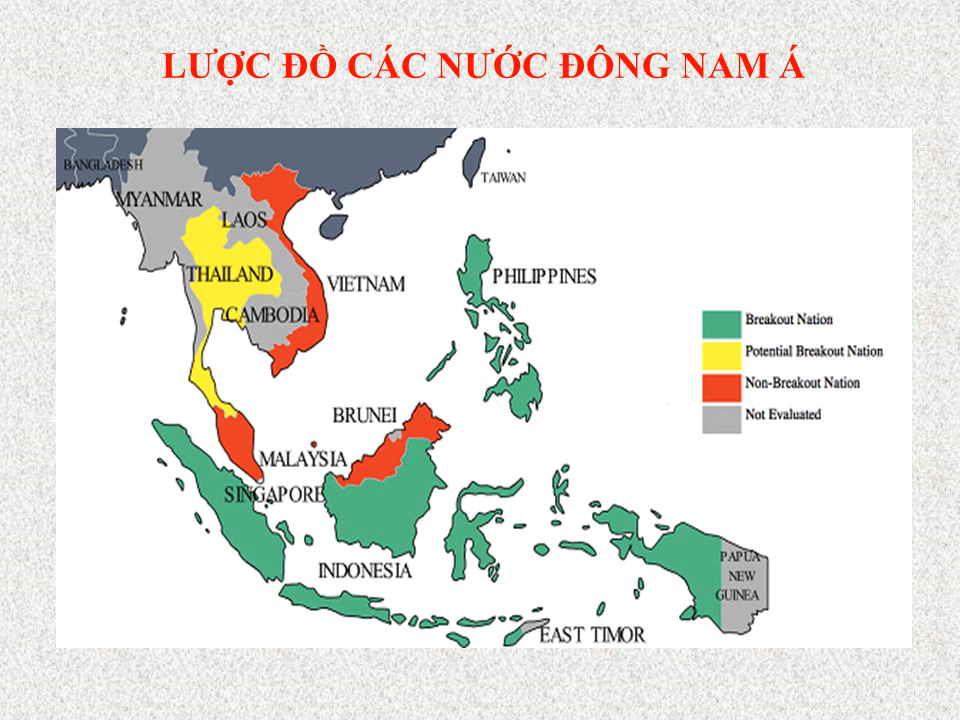 LƯỢC ĐỒ CÁC NƯỚC ĐÔNG NAM Á
BANGLADESH
TAIWAN
MYANMAR
LAOS
THAILAND
VIETNAM
PHILIPPINES
CAMBODIA
Breakout Nation
Potential Breakout Nation
Non-Breakout Nation
Not Evaluated
BRUNEI
MALAYSIA
SINGAPORE
INDONESIA
PAPUA
NEW
GUINEA
EAST TIMOR